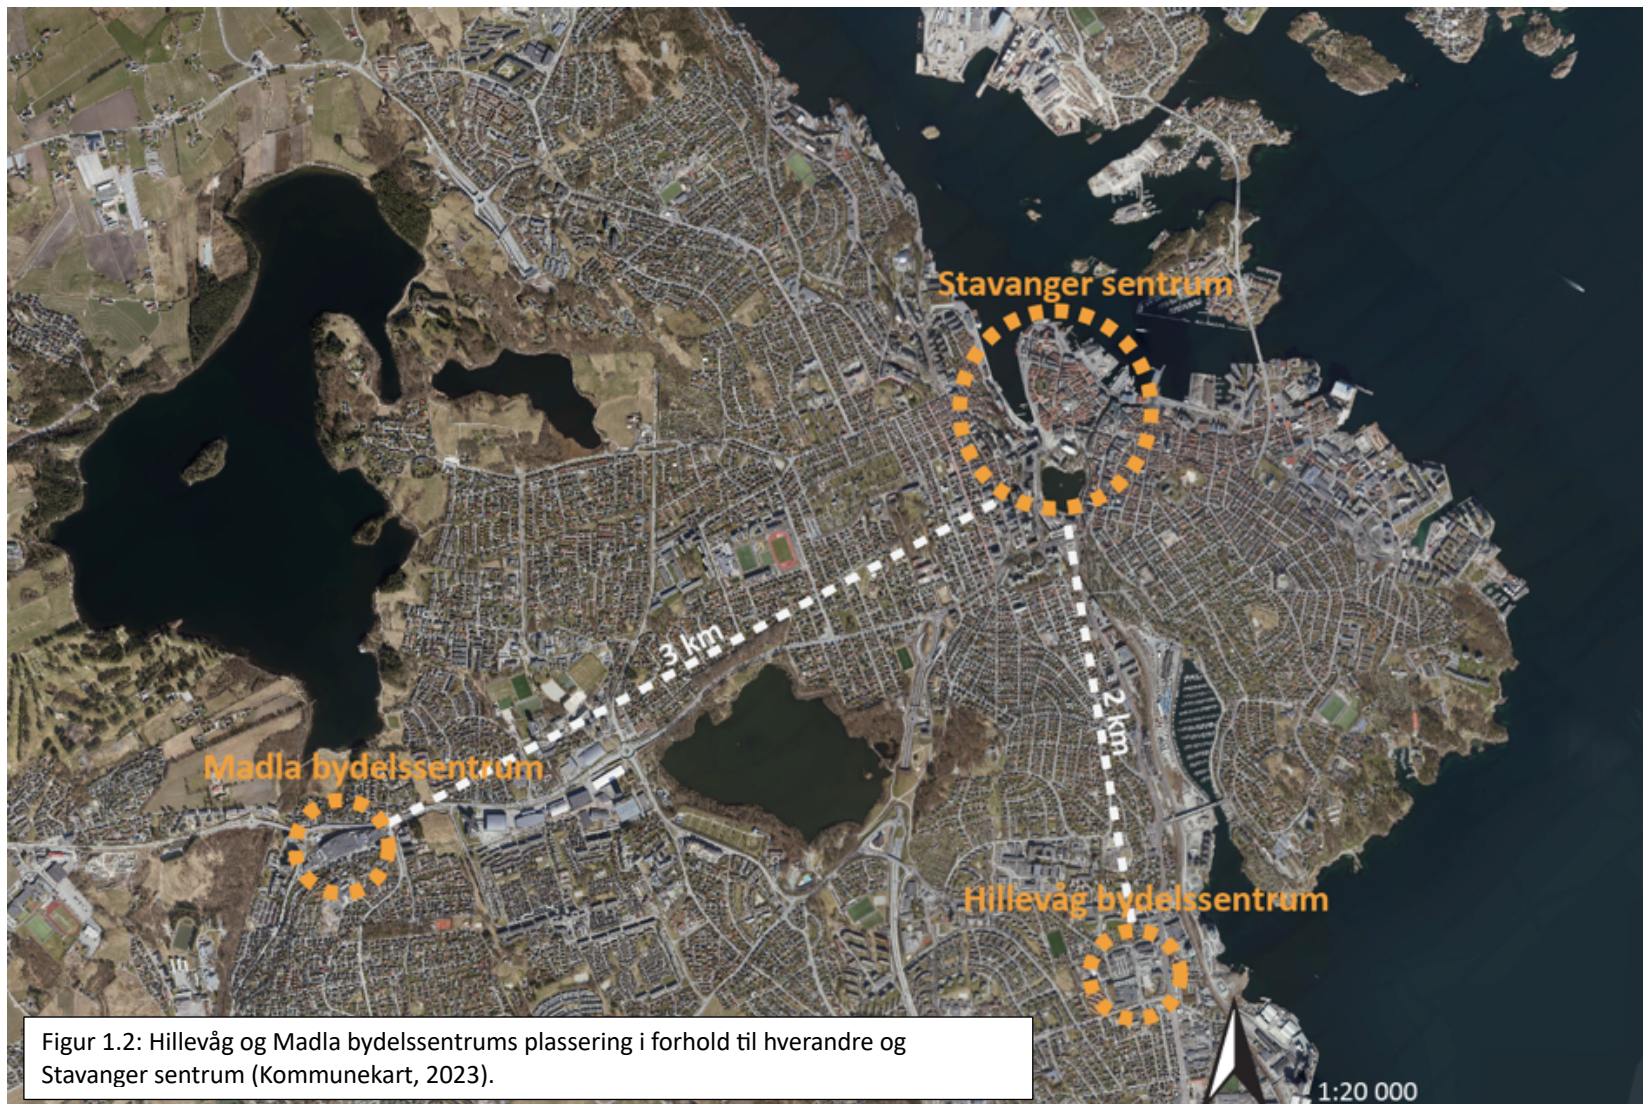 Stavanger sentrum
3 km
2 km
Madla bydelssentrum
Hillevåg bydelssentrum
Figur 1.2: Hillevåg og Madla bydelssentrums plassering i forhold til hverandre og
Stavanger sentrum (Kommunekart, 2023).
1:20 000